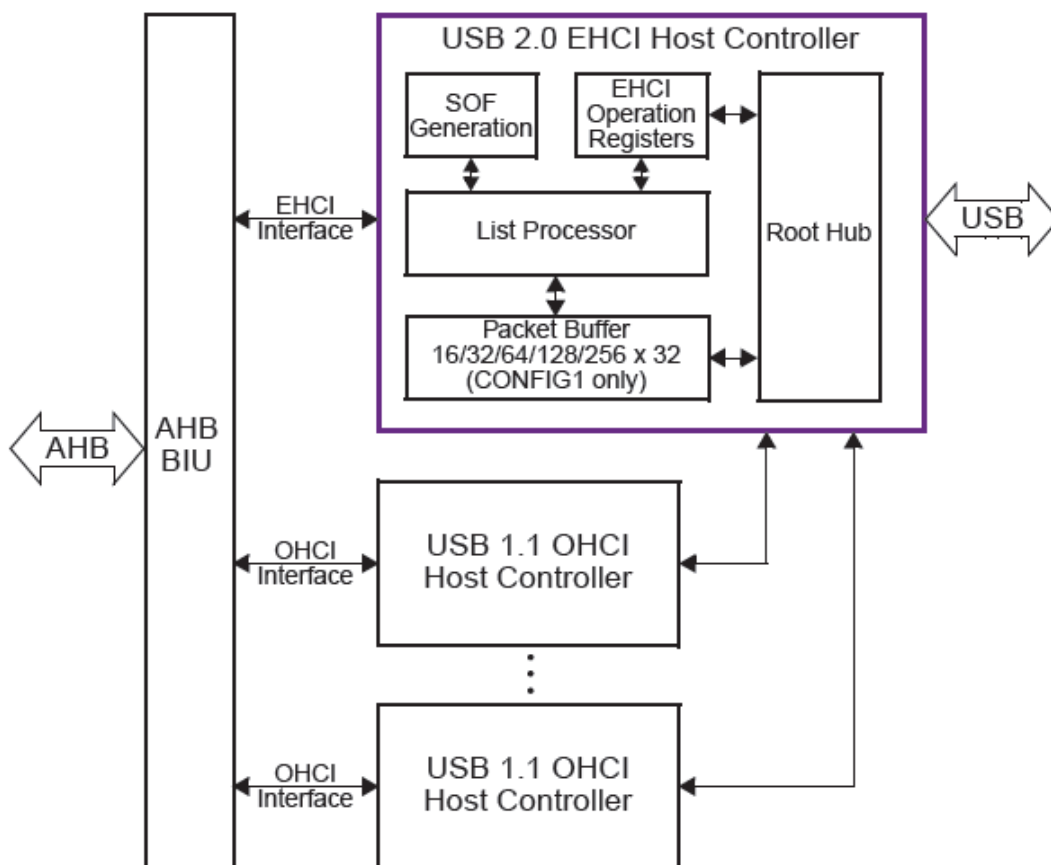 USB 2.0 EHCI Host Controller
SOF
Generation
EHCI
Operation
Registers
EHCI
Interface
List Processor
Root Hub
USB
Packet Buffer
16/32/64/128/256 x 32
(CONFIG1 only)
AHB
AHB
BIU
OHCI
Interface
USB 1.1 OHCI
Host Controller
OHCI
Interface
USB 1.1 OHCI
Host Controller